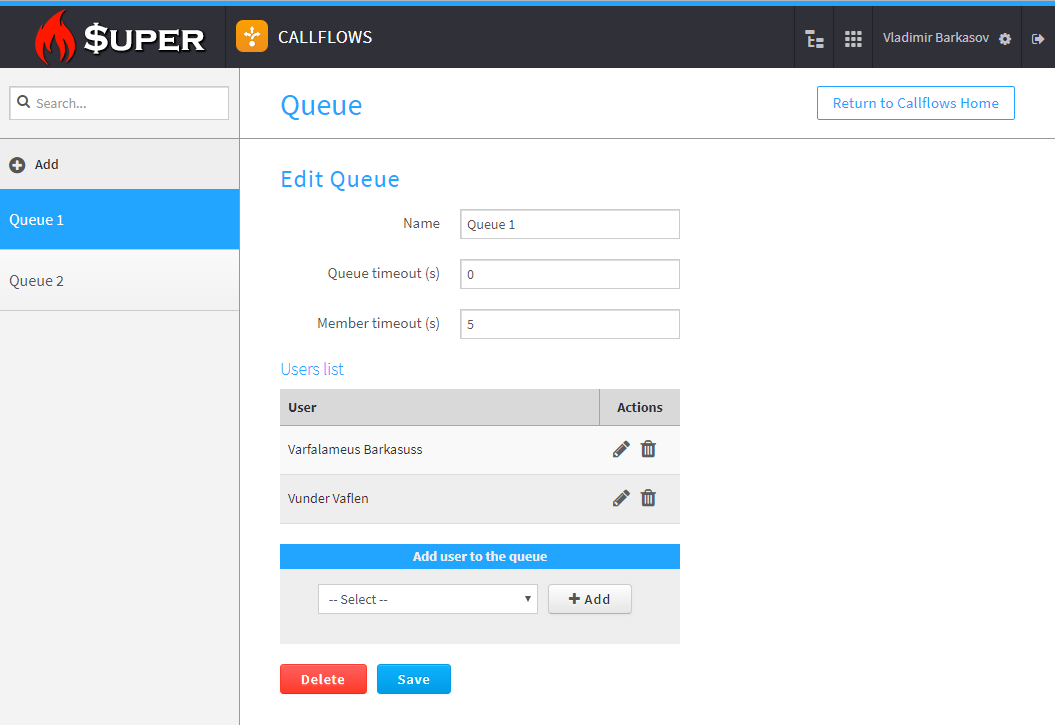 $UPER
CALLFLOWS
Vladimir Barkasov
Search...
Queue
Return to Callflows Home
Add
Queue 1
Queue 2
Edit Queue
Name
Queue 1
Queue timeout (s)
0
Member timeout (s)
5
Users list
User
Actions
Varfalameus Barkasuss
Vunder Vaflen
Add user to the queue
-- Select --
Add
Delete
Save